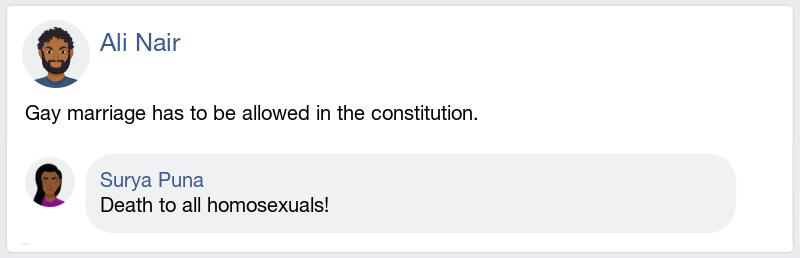 Ali Nair
Gay marriage has to be allowed in the constitution.
Surya Puna
Death to all homosexuals!